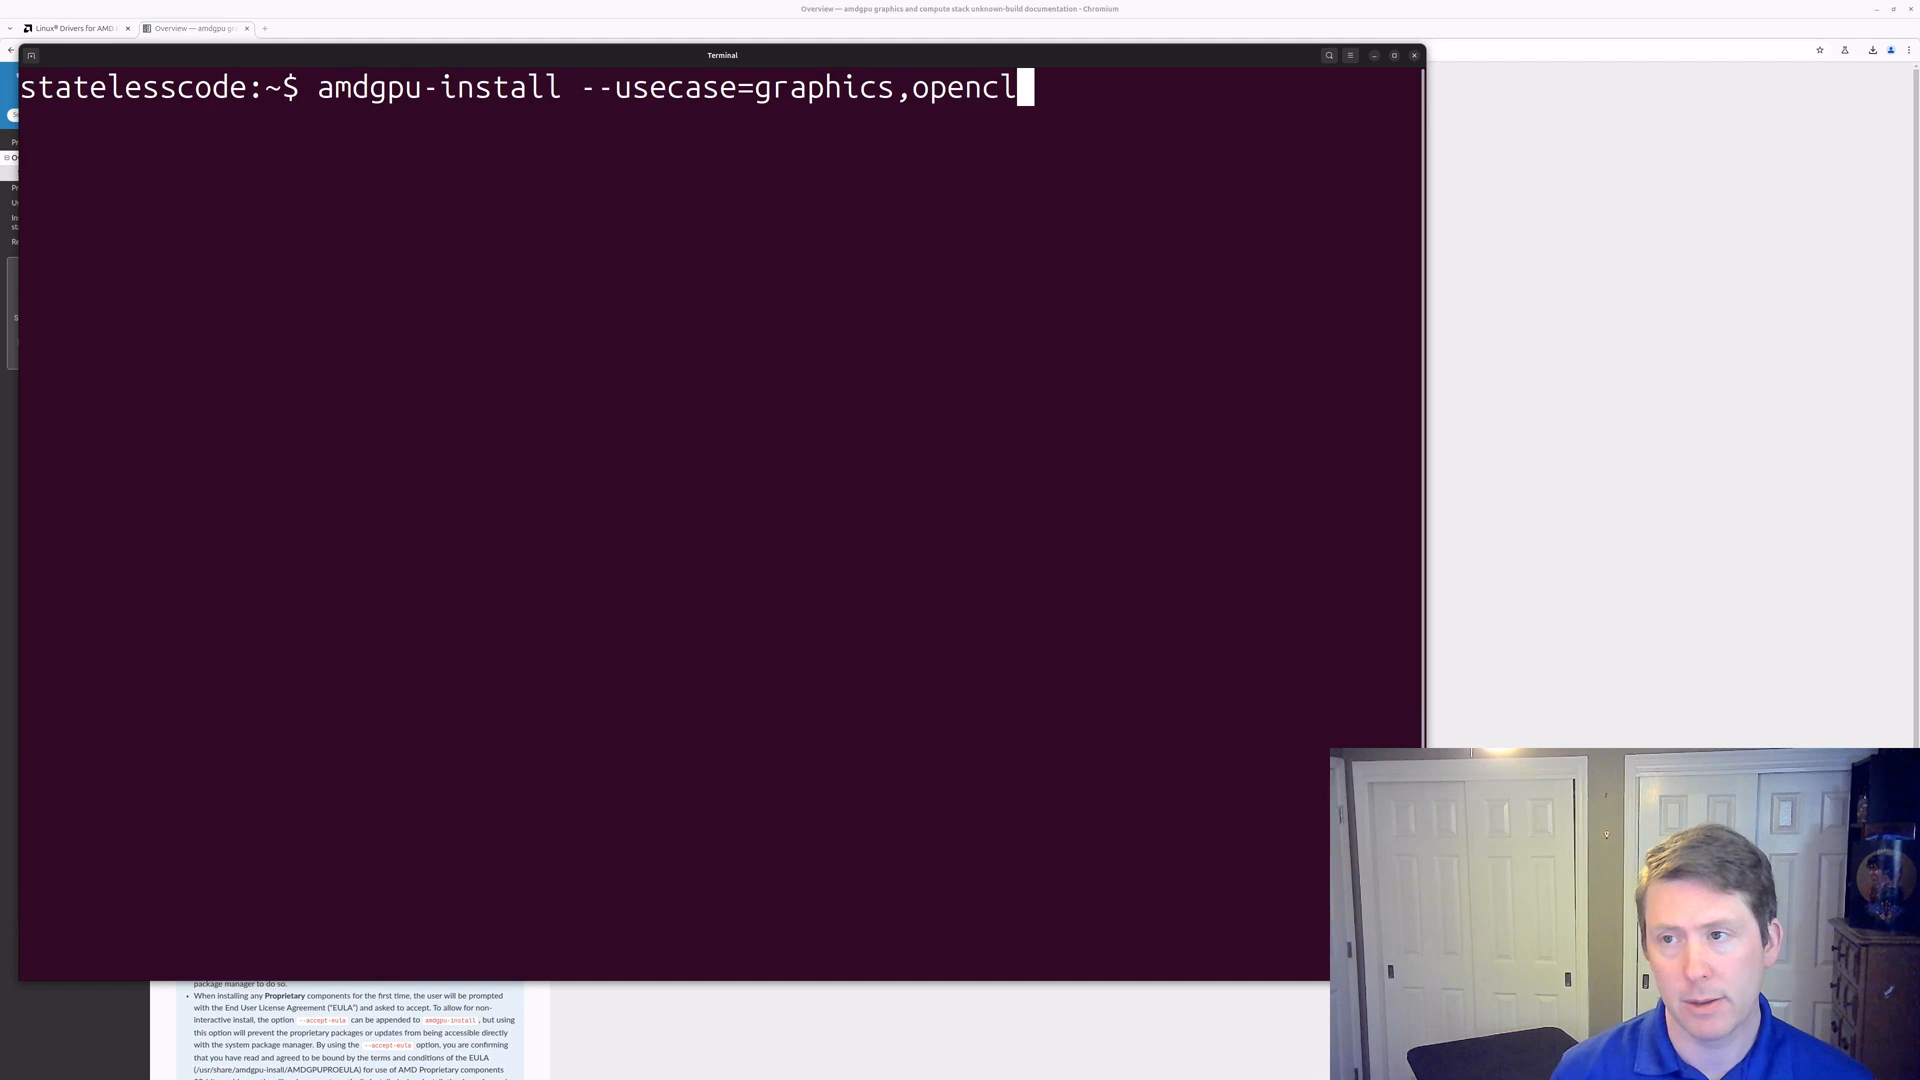 Overview — amdgpu graphics and compute stack unknown-build documentation - Chromium
Linux® Drivers for AMD
Overview — amdgpu gr
Terminal
statelesscode:~$ amdgpu-install --usecase=graphics,opencl
package manager to do so.
• When installing any Proprietary components for the first time, the user will be prompted
with the End User License Agreement ("EULA") and asked to accept. To allow for non-
interactive install, the option --accept-eula can be appended to amdgpu-install, but using
this option will prevent the proprietary packages or updates from being accessible directly
with the system package manager. By using the --accept-eula option, you are confirming
that you have read and agreed to be bound by the terms and conditions of the EULA
(/usr/share/amdgpu-insall/AMDGPUPROEULA) for use of AMD Proprietary components